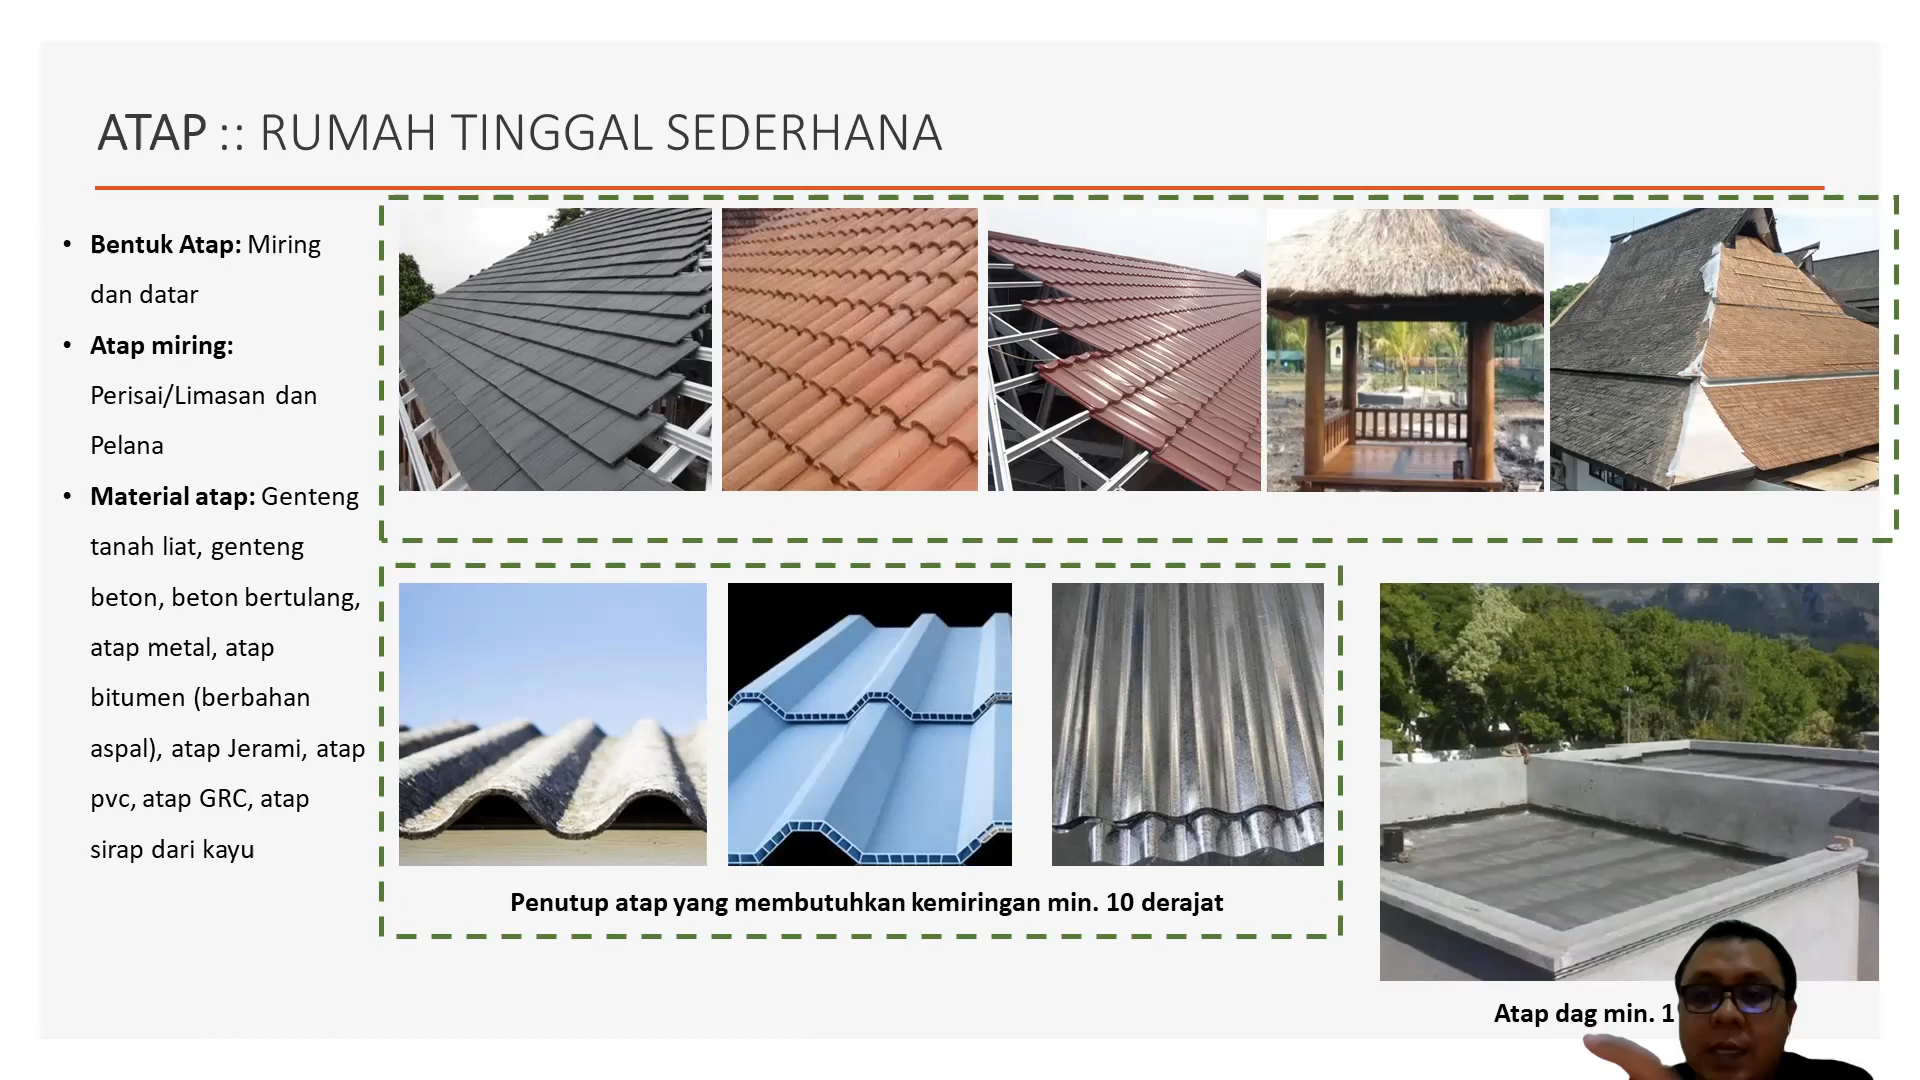 ATAP :: RUMAH TINGGAL SEDERHANA
• Bentuk Atap: Miring
dan datar
• Atap miring:
Perisai/Limasan dan
Pelana
• Material atap: Genteng
tanah liat, genteng
beton, beton bertulang,
atap metal, atap
bitumen (berbahan
aspal), atap Jerami, atap
pvc, atap GRC, atap
sirap dari kayu
Penutup atap yang membutuhkan kemiringan min. 10 derajat
Atap dag min. 1